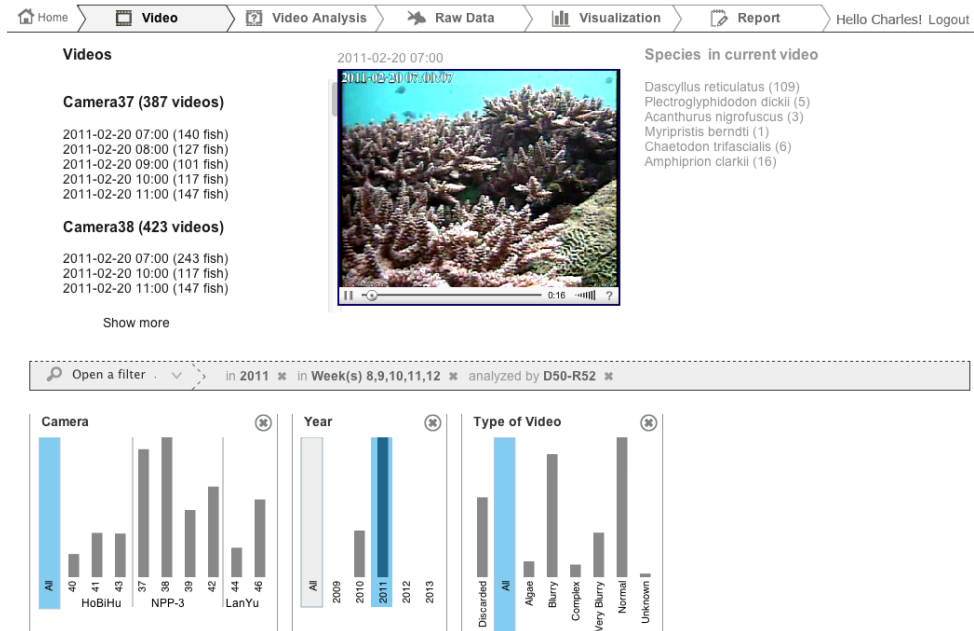 Home
Video
Video Analysis
Raw Data
Visualization
Report
Hello Charles! Logout
Videos
Camera37 (387 videos)
2011-02-20 07:00 (140 fish)
2011-02-20 08:00 (127 fish)
2011-02-20 09:00 (101 fish)
2011-02-20 10:00 (117 fish)
2011-02-20 11:00 (147 fish)
Camera38 (423 videos)
2011-02-20 07:00 (243 fish)
2011-02-20 10:00 (117 fish)
2011-02-20 11:00 (147 fish)
Show more
2011-02-20 07:00
2011-02-20 07:00:07
0:16
?
Species in current video
Dascyllus reticulatus (109)
Plectroglyphidodon dickii (5)
Acanthurus nigrofuscus (3)
Myripristis berndti (1)
Chaetodon trifascialis (6)
Amphiprion clarkii (16)
Open a filter .
in 2011 ✖ in Week(s) 8,9,10,11,12 ✖ analyzed by D50-R52 ✖
Camera
All
40
41
43
37
38
39
42
44
46
HoBiHu
NPP-3
LanYu
Year
All
2009
2010
2011
2012
2013
Type of Video
Discarded
All
Algae
Blurry
Complex
Very Blurry
Normal
Unknown